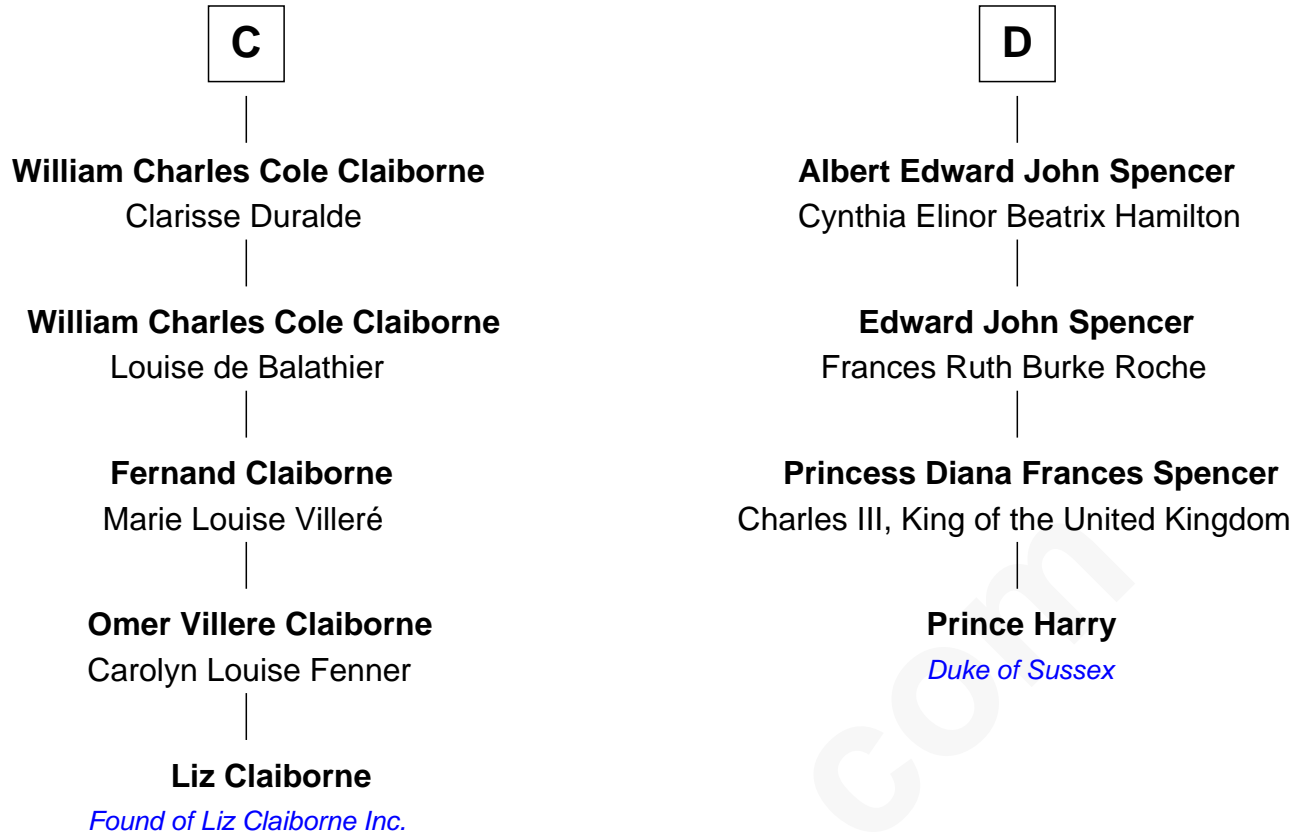 C
William Charles Cole Claiborne
Clarisse Duralde
William Charles Cole Claiborne
Louise de Balathier
Fernand Claiborne
Marie Louise Villeré
Omer Villere Claiborne
Carolyn Louise Fenner
Liz Claiborne
Found of Liz Claiborne Inc.
D
Albert Edward John Spencer
Cynthia Elinor Beatrix Hamilton
Edward John Spencer
Frances Ruth Burke Roche
Princess Diana Frances Spencer
Charles III, King of the United Kingdom
Prince Harry
Duke of Sussex
com